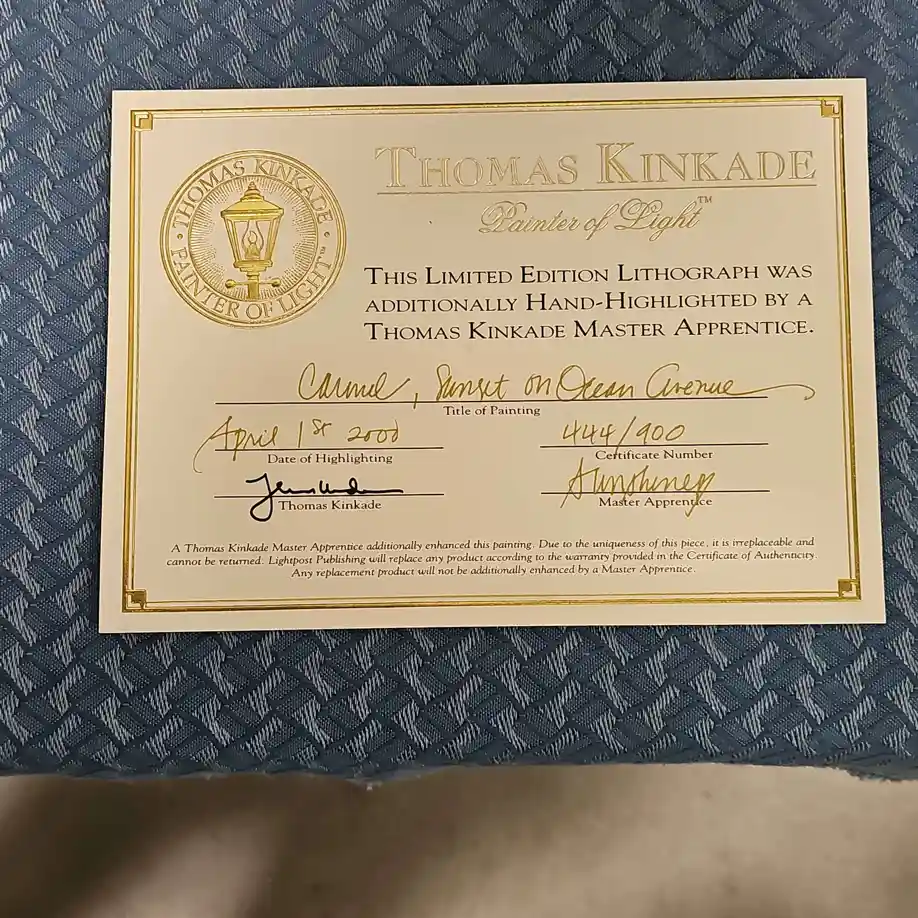 THOMAS KINKADE
PAINTER OF LIGHT™
THOMAS KINKADE
Painter of Light™
THIS LIMITED EDITION LITHOGRAPH WAS
ADDITIONALLY HAND-HIGHLIGHTED BY A
THOMAS KINKADE MASTER APPRENTICE.
Carmel, Sunset on Ocean Avenue
Title of Painting
April 1st 2000
444/900
Date of Highlighting
Certificate Number
Thomas Kinkade
Master Apprentice
A Thomas Kinkade Master Apprentice additionally enhanced this painting. Due to the uniqueness of this piece, it is irreplaceable and
cannot be returned. Lightpost Publishing will replace any product according to the warranty provided in the Certificate of Authenticity.
Any replacement product will not be additionally enhanced by a Master Apprentice.